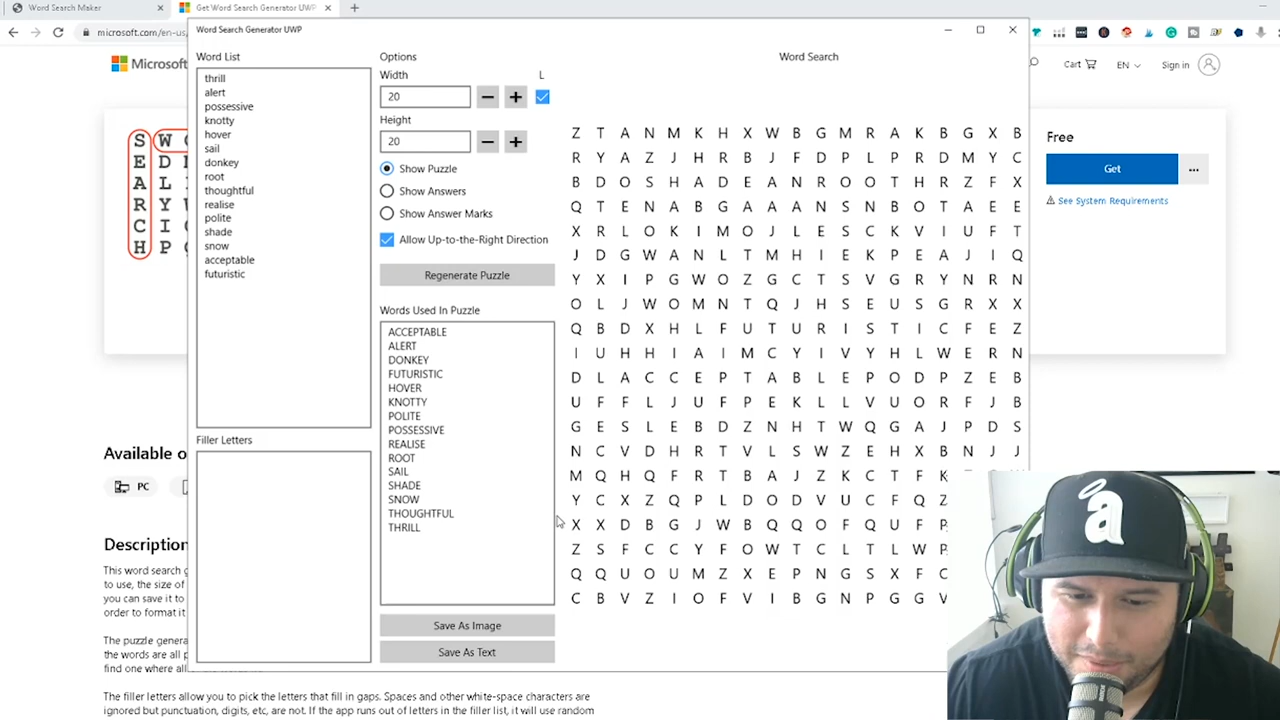 Word Search Maker
Get Word Search Generator UWP
microsoft.com/en-us,
Microsoft
Cart
EN
Sign in
Word Search Generator UWP
Word List
thrill
alert
possessive
knotty
hover
sail
donkey
root
thoughtful
realise
polite
shade
snow
acceptable
futuristic
Filler Letters
Options
Width
L
20
Height
20
Show Puzzle
Show Answers
Show Answer Marks
Allow Up-to-the-Right Direction
Regenerate Puzzle
Words Used In Puzzle
ACCEPTABLE
ALERT
DONKEY
FUTURISTIC
HOVER
KNOTTY
POLITE
POSSESSIVE
REALISE
ROOT
SAIL
SHADE
SNOW
THOUGHTFUL
THRILL
Save As Image
Save As Text
Word Search
Z T A N M K H X W B G M R A K B G X B
R Y A Z J H R B J F D P L P R D M Y C
B D O S H A D E A N R O O T H R Z F X
Q T E N A B G A A A N S N B O T A E E
X R L O K I M O J L E S C K V I U F T
J D G W A N L T M H I E K P E A J I Q
Y X I P G W O Z G C T S V G R Y N R N
O L J W O M N T Q J H S E U S G R X X
Q B D X H L F U T U R I S T I C F E Z
I U H H I A I M C Y I V Y H L W E R N
D L A C C E P T A B L E P O D P Z E B
U F F L J U F P E K L L V U O R F J B
G E S L E B D Z N H T W Q G A J P D S
N C V D H R T V L S W Z E H X B N J J
M Q H Q F R T B A J Z K C T F K
Y C X Z Q P L D O D V U C F Q Z
X X D B G J W B Q Q O F Q U F P
Z S F C C Y F O W T C L T L W P
Q Q U O U M Z X E P N G S X F C
C B V Z I O F V I B G N P G G V
S W
E D
A L
R Y
C I
H P
Free
Get
See System Requirements
Available o
PC
Description
This word search
to use, the size of
you can save it to
order to format it
The puzzle genera
the words are all p
find one where all
The filler letters allow you to pick the letters that fill in gaps. Spaces and other white-space characters are
ignored but punctuation, digits, etc, are not. If the app runs out of letters in the filler list, it will use random
a